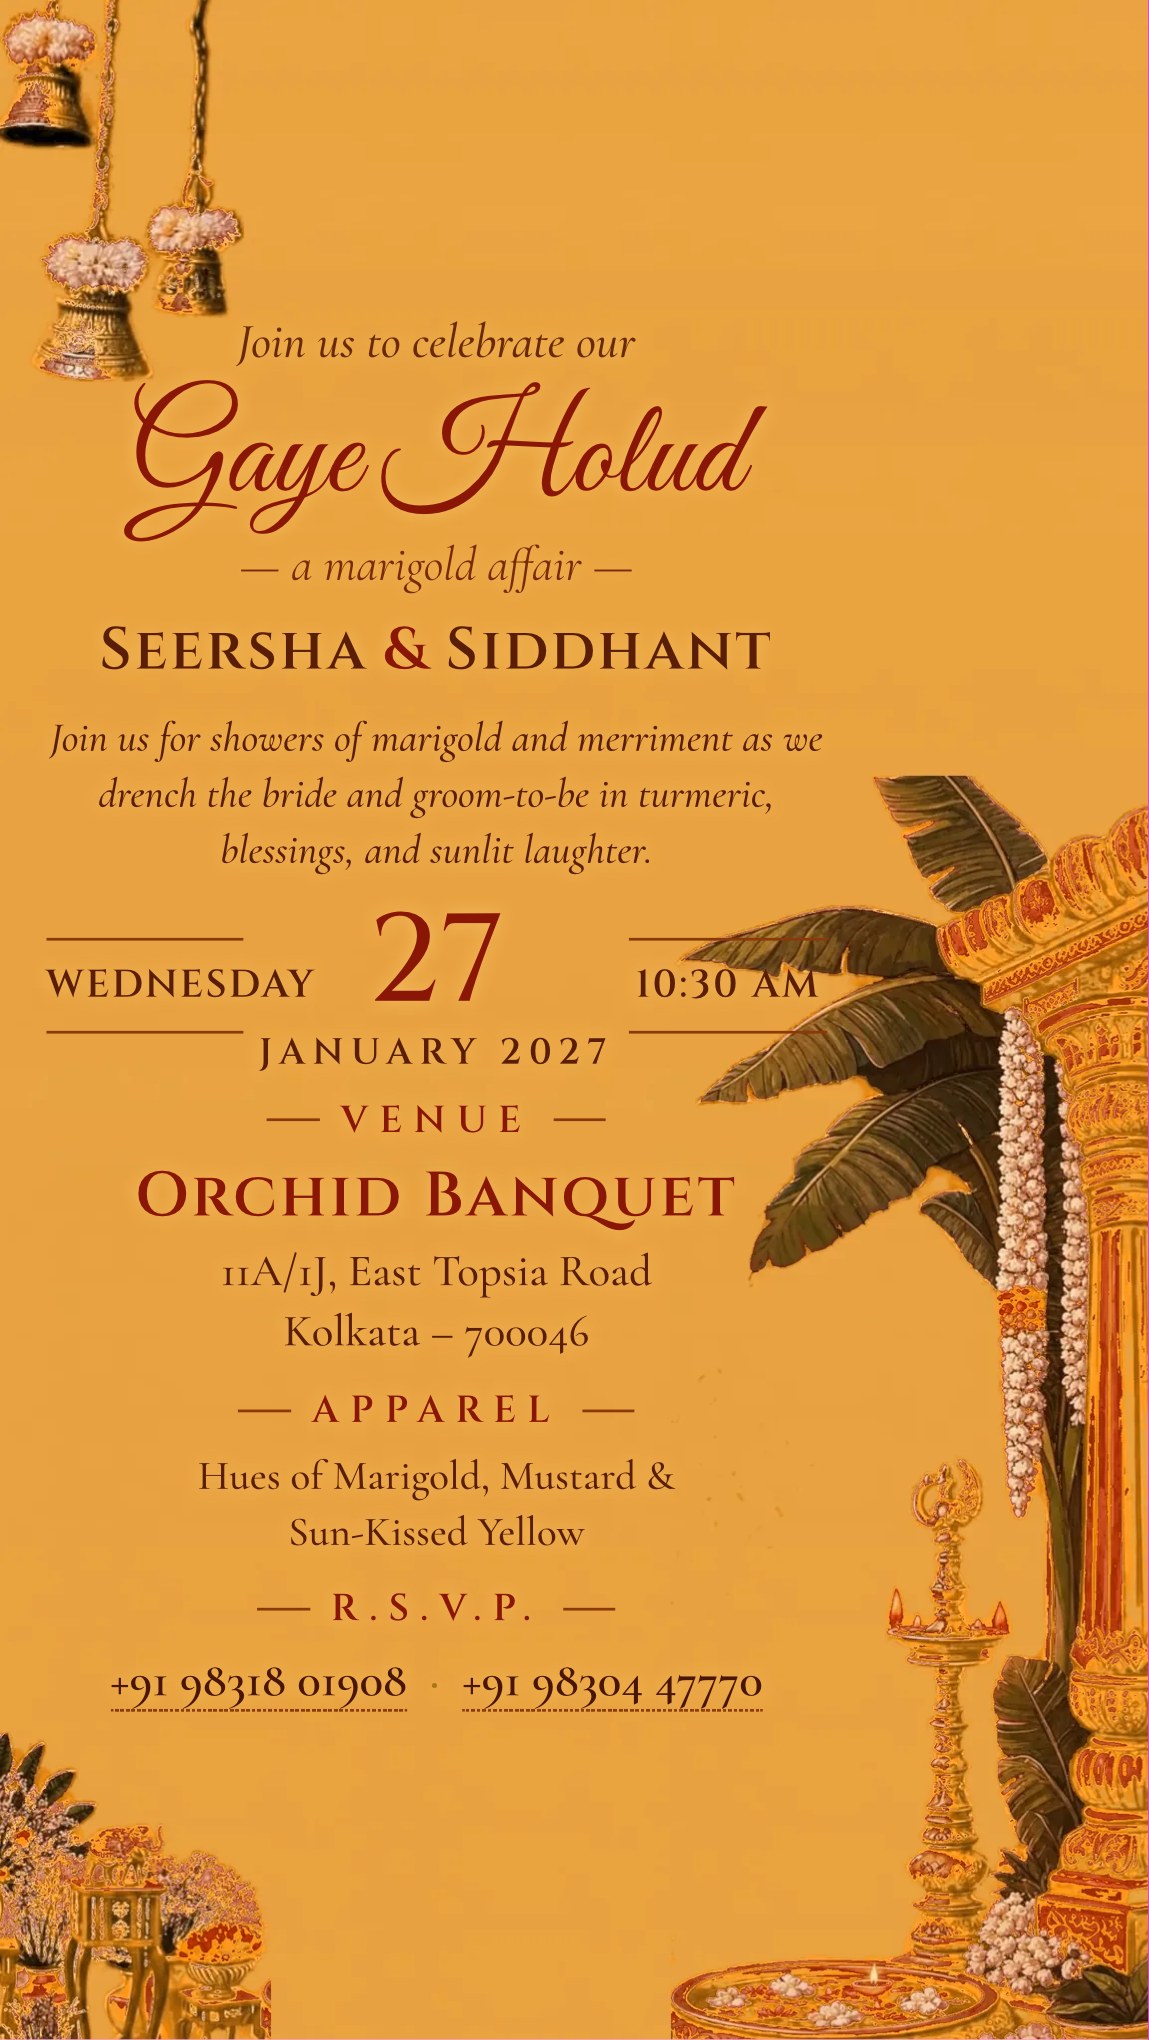 Join us to celebrate our
Gaye Holud
— a marigold affair —
SEERSHA & SIDDHANT
Join us for showers of marigold and merriment as we
drench the bride and groom-to-be in turmeric,
blessings, and sunlit laughter.
WEDNESDAY 27 10:30 AM
JANUARY 2027
— VENUE —
ORCHID BANQUET
11A/1J, East Topsia Road
Kolkata – 700046
— APPAREL —
Hues of Marigold, Mustard &
Sun-Kissed Yellow
— R.S.V.P. —
+91 98318 01908 · +91 98304 47770